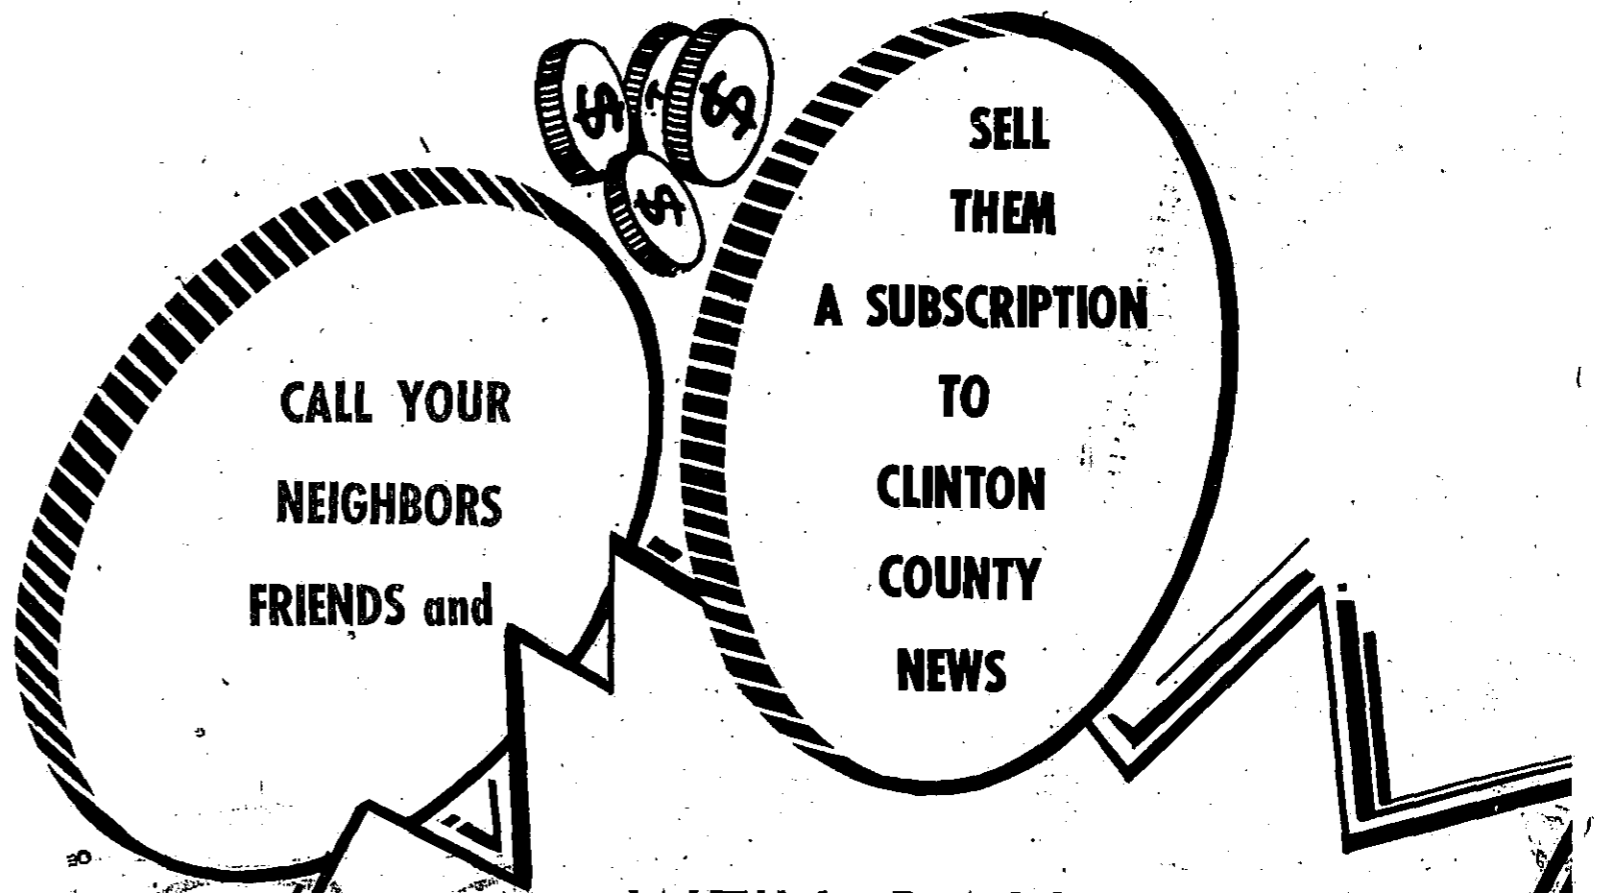 CALL YOUR
NEIGHBORS
FRIENDS and
SELL
THEM
A SUBSCRIPTION
TO
CLINTON
COUNTY
NEWS
$
$
$